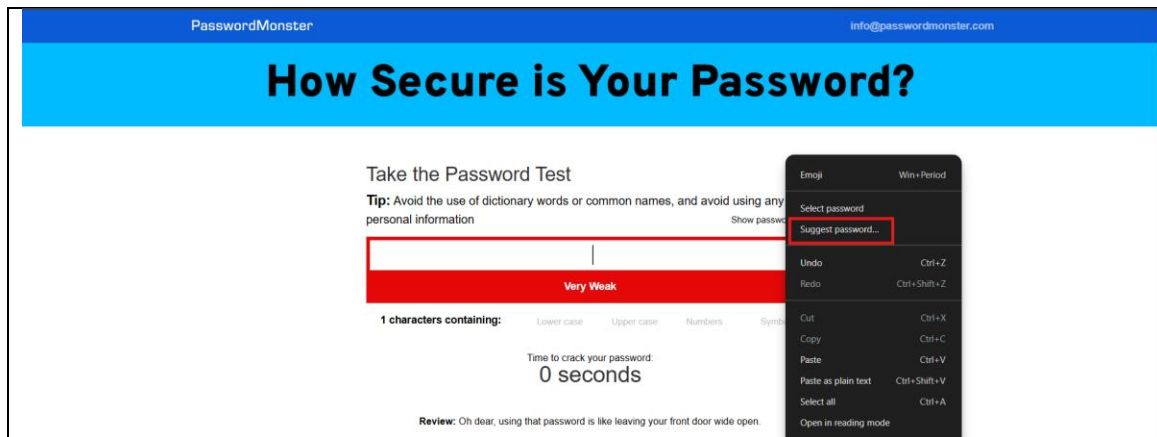 PasswordMonster
info@passwordmonster.com
How Secure is Your Password?
Take the Password Test
Tip: Avoid the use of dictionary words or common names, and avoid using any
personal information
Show passwo
Very Weak
1 characters containing:
Lower case
Upper case
Numbers
Symb
Time to crack your password:
0 seconds
Review: Oh dear, using that password is like leaving your front door wide open.
Emoji Win+Period
Select password
Suggest password...
Undo Ctrl+Z
Redo Ctrl+Shift+Z
Cut Ctrl+X
Copy Ctrl+C
Paste Ctrl+V
Paste as plain text Ctrl+Shift+V
Select all Ctrl+A
Open in reading mode